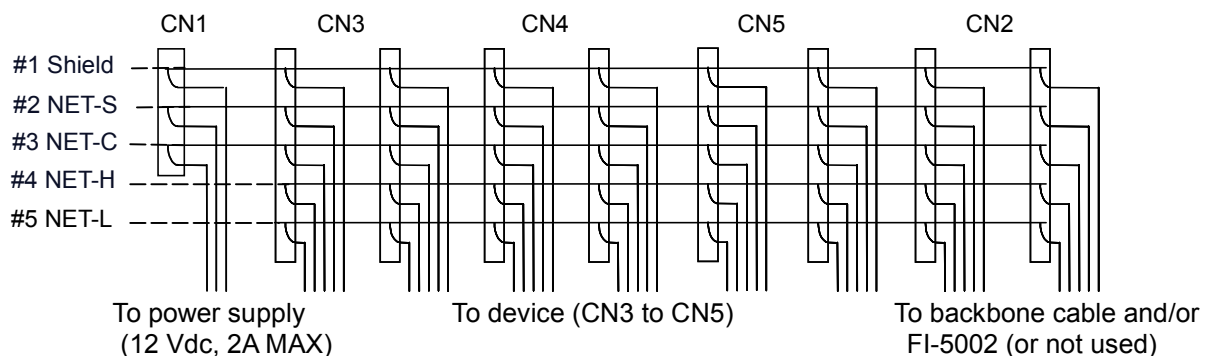 CN1 CN3 CN4 CN5 CN2
#1 Shield
#2 NET-S
#3 NET-C
#4 NET-H
#5 NET-L
To power supply
(12 Vdc, 2A MAX)
To device (CN3 to CN5)
To backbone cable and/or
FI-5002 (or not used)